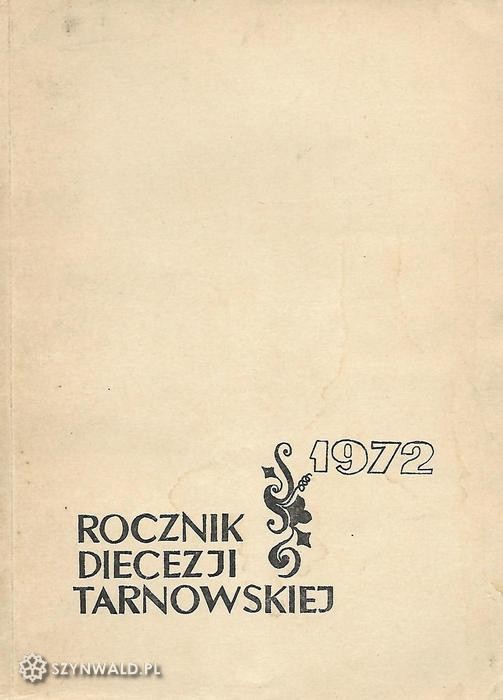 1972
ROCZNIK
DIECEZJI
TARNOWSKIEJ
SZYNWALD.PL